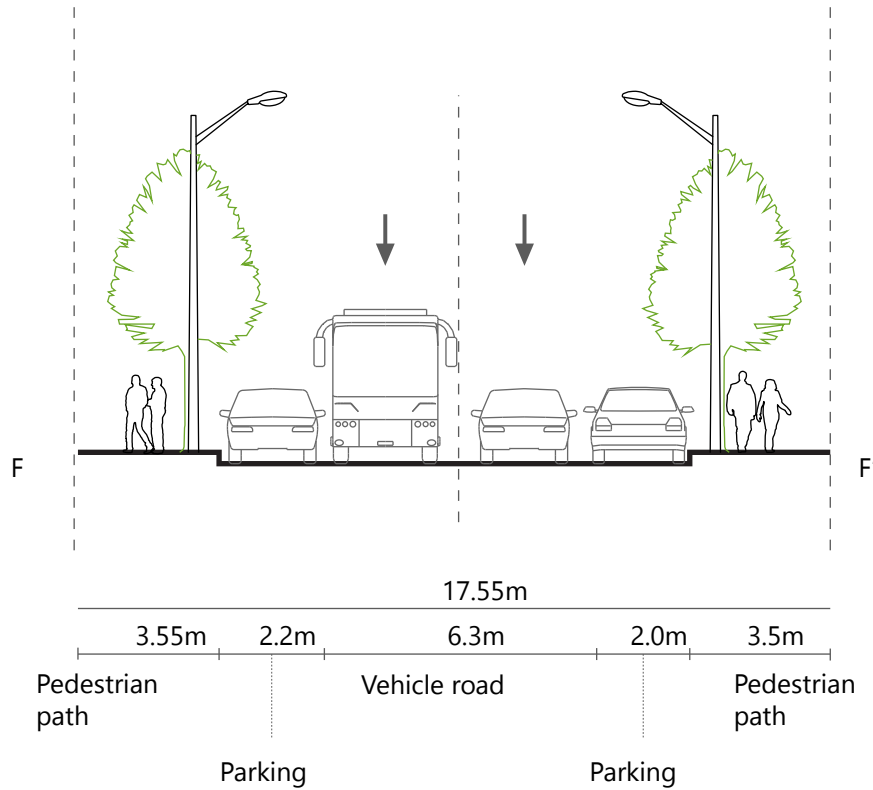 F
F'
17.55m
3.55m 2.2m 6.3m 2.0m 3.5m
Pedestrian
path
Vehicle road
Pedestrian
path
Parking
Parking